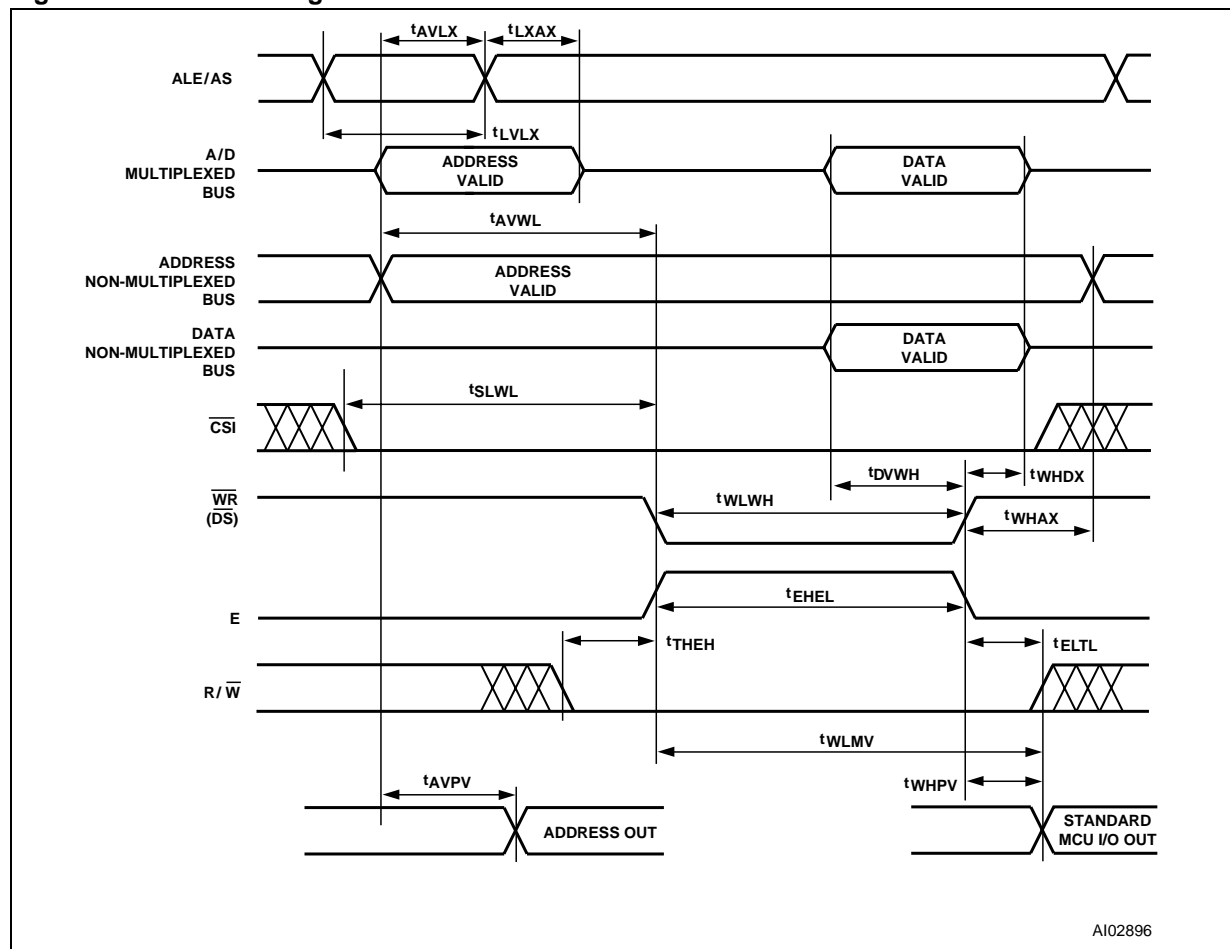 tAVLX
tLXAX
ALE/AS
tLVLX
A/D
MULTIPLEXED
BUS
ADDRESS
VALID
DATA
VALID
tAVWL
ADDRESS
NON-MULTIPLEXED
BUS
ADDRESS
VALID
DATA
NON-MULTIPLEXED
BUS
DATA
VALID
tSLWL
CSI
tDVWH
tWHDX
WR
(DS)
tWLWH
tWHAX
tEHEL
E
tTHEH
tELTL
R/W
tWLMV
tAVPV
tWHPV
ADDRESS OUT
STANDARD
MCU I/O OUT
AI02896